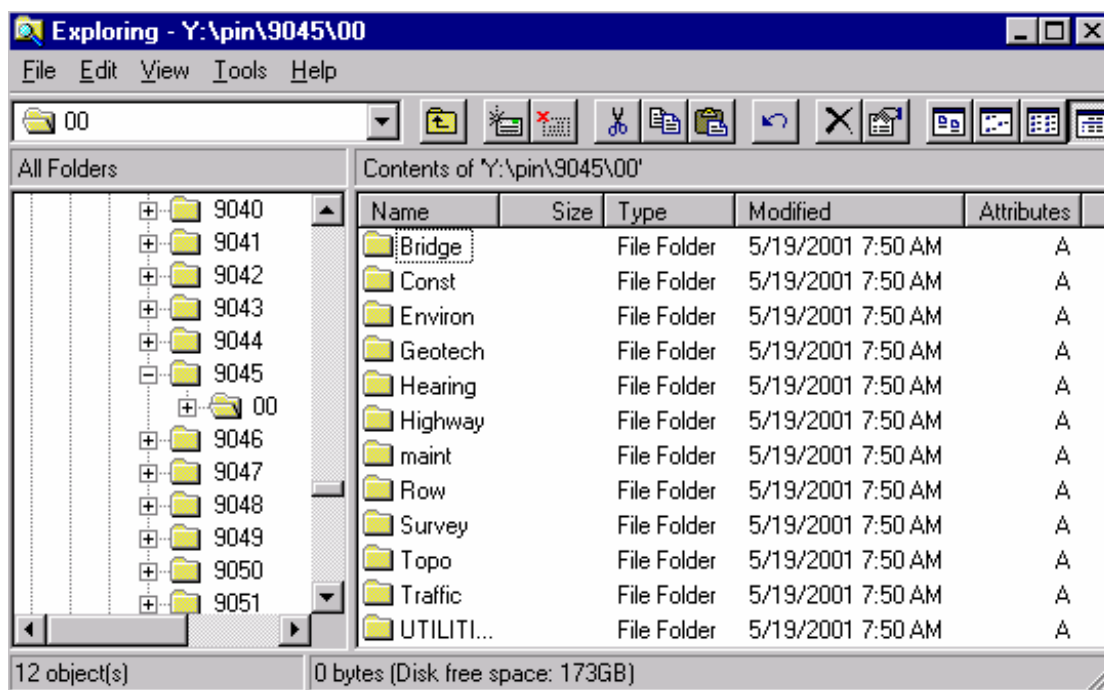 Exploring - Y:\pin\9045\00
File Edit View Tools Help
00
All Folders
Contents of 'Y:\pin\9045\00'
9040
9041
9042
9043
9044
9045
00
9046
9047
9048
9049
9050
9051
Name Size Type Modified Attributes
Bridge File Folder 5/19/2001 7:50 AM A
Const File Folder 5/19/2001 7:50 AM A
Environ File Folder 5/19/2001 7:50 AM A
Geotech File Folder 5/19/2001 7:50 AM A
Hearing File Folder 5/19/2001 7:50 AM A
Highway File Folder 5/19/2001 7:50 AM A
maint File Folder 5/19/2001 7:50 AM A
Row File Folder 5/19/2001 7:50 AM A
Survey File Folder 5/19/2001 7:50 AM A
Topo File Folder 5/19/2001 7:50 AM A
Traffic File Folder 5/19/2001 7:50 AM A
UTILITI... File Folder 5/19/2001 7:50 AM A
12 object(s)
0 bytes (Disk free space: 173GB)